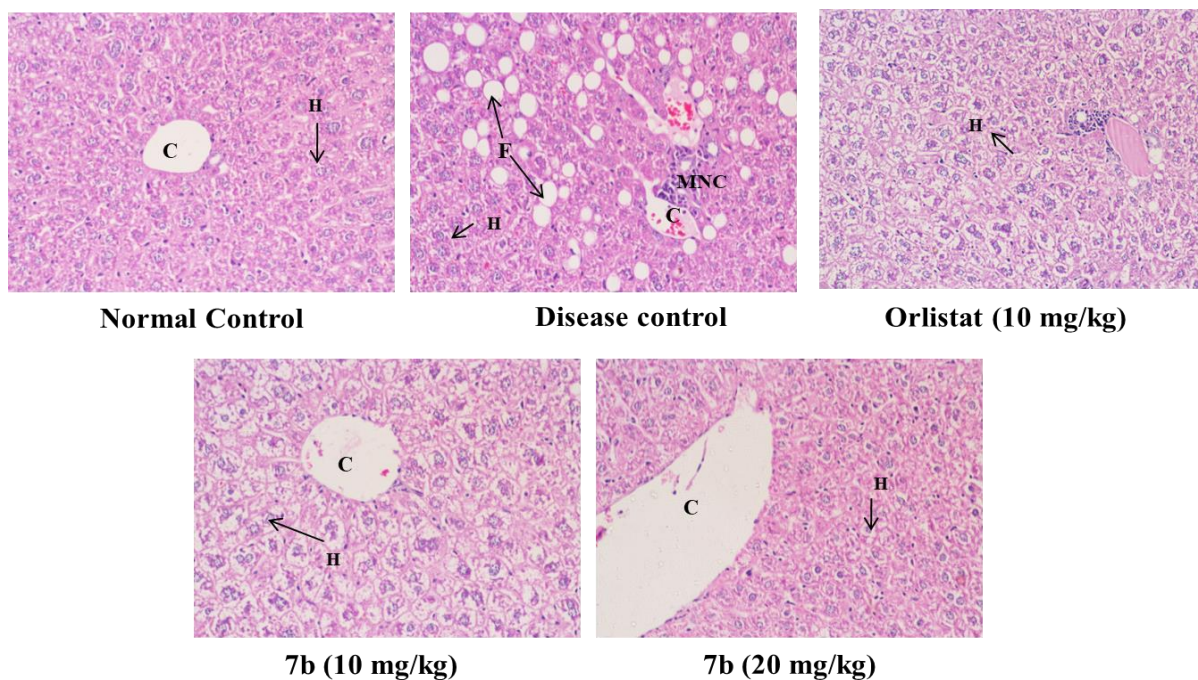 H
C
F
MNC
C
H
H
Normal Control
Disease control
Orlistat (10 mg/kg)
C
H
C
H
7b (10 mg/kg)
7b (20 mg/kg)